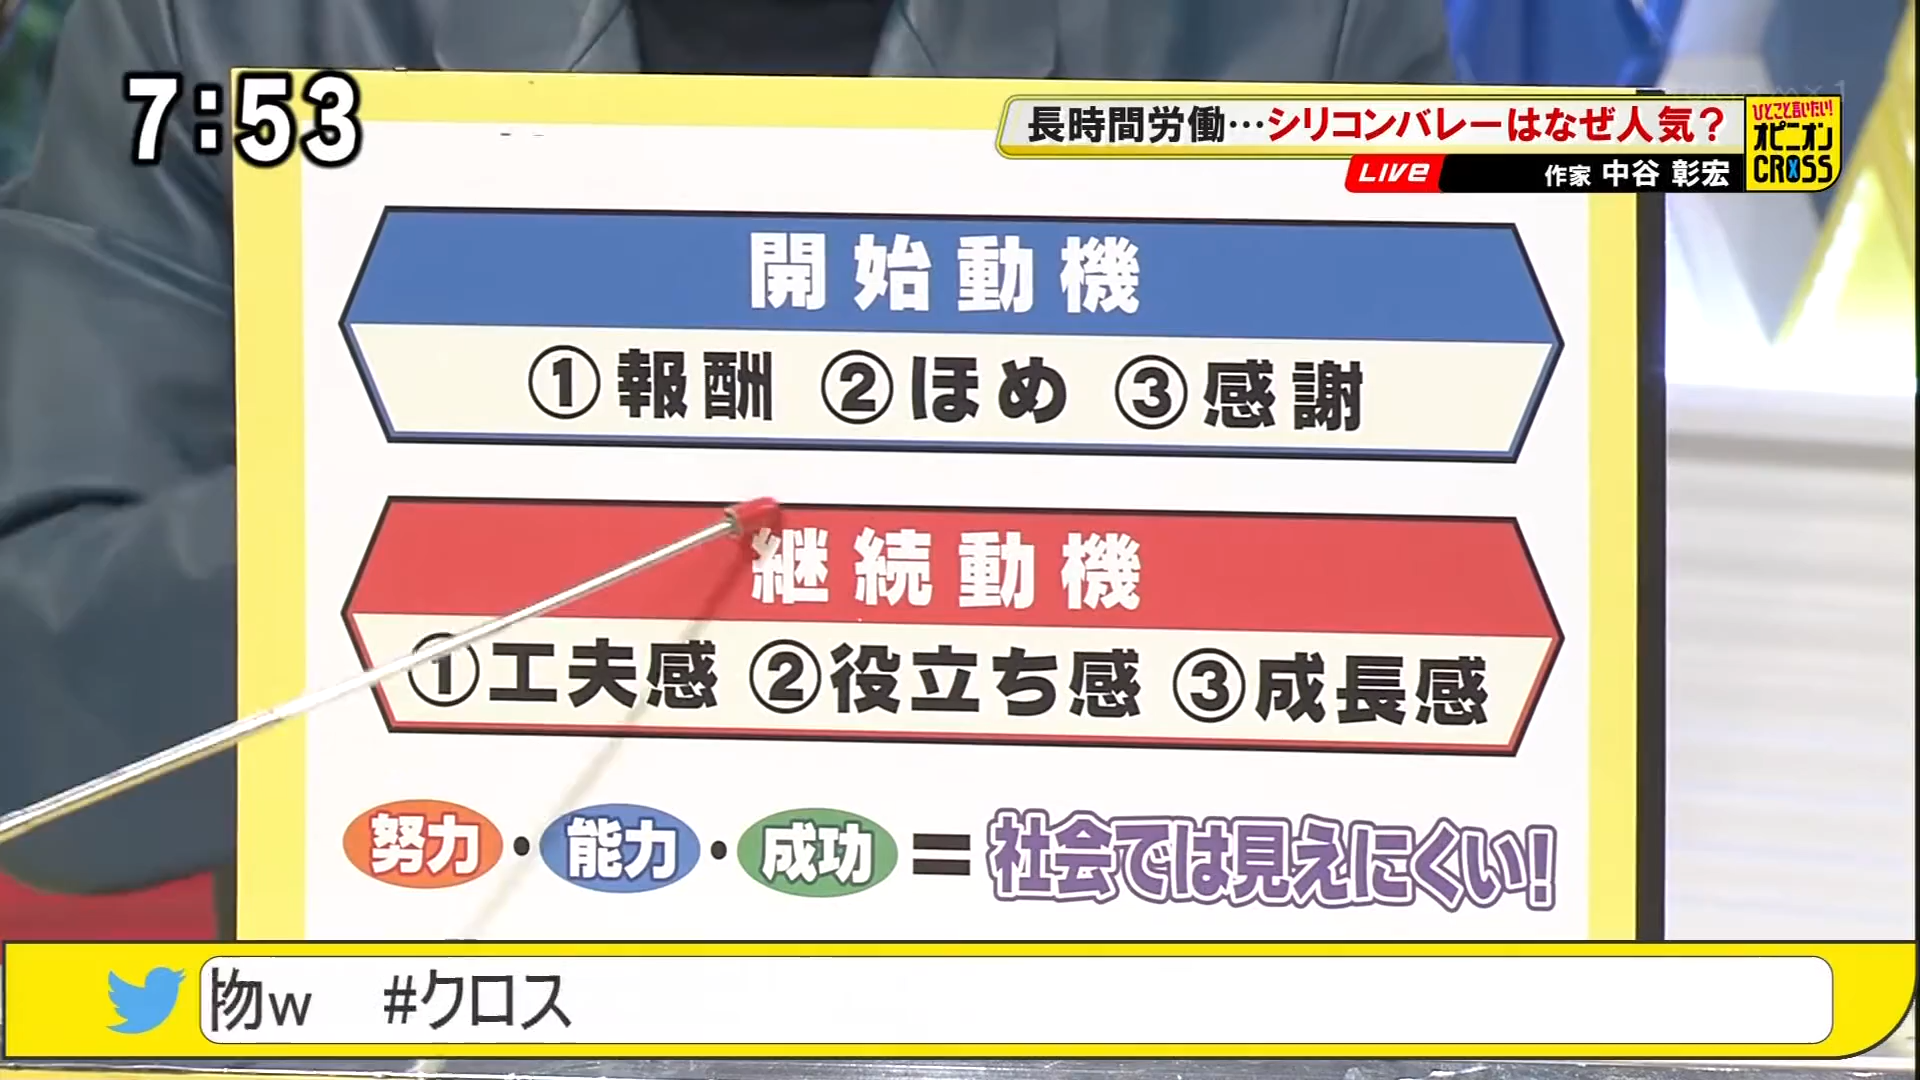 7:53
長時間労働…シリコンバレーはなぜ人気？
ひとこと言いたい!
オピニオン
CROSS
LIVE
作家 中谷 彰宏
開始動機
①報酬 ②ほめ ③感謝
継続動機
①工夫感 ②役立ち感 ③成長感
努力・能力・成功＝社会では見えにくい!
物w #クロス